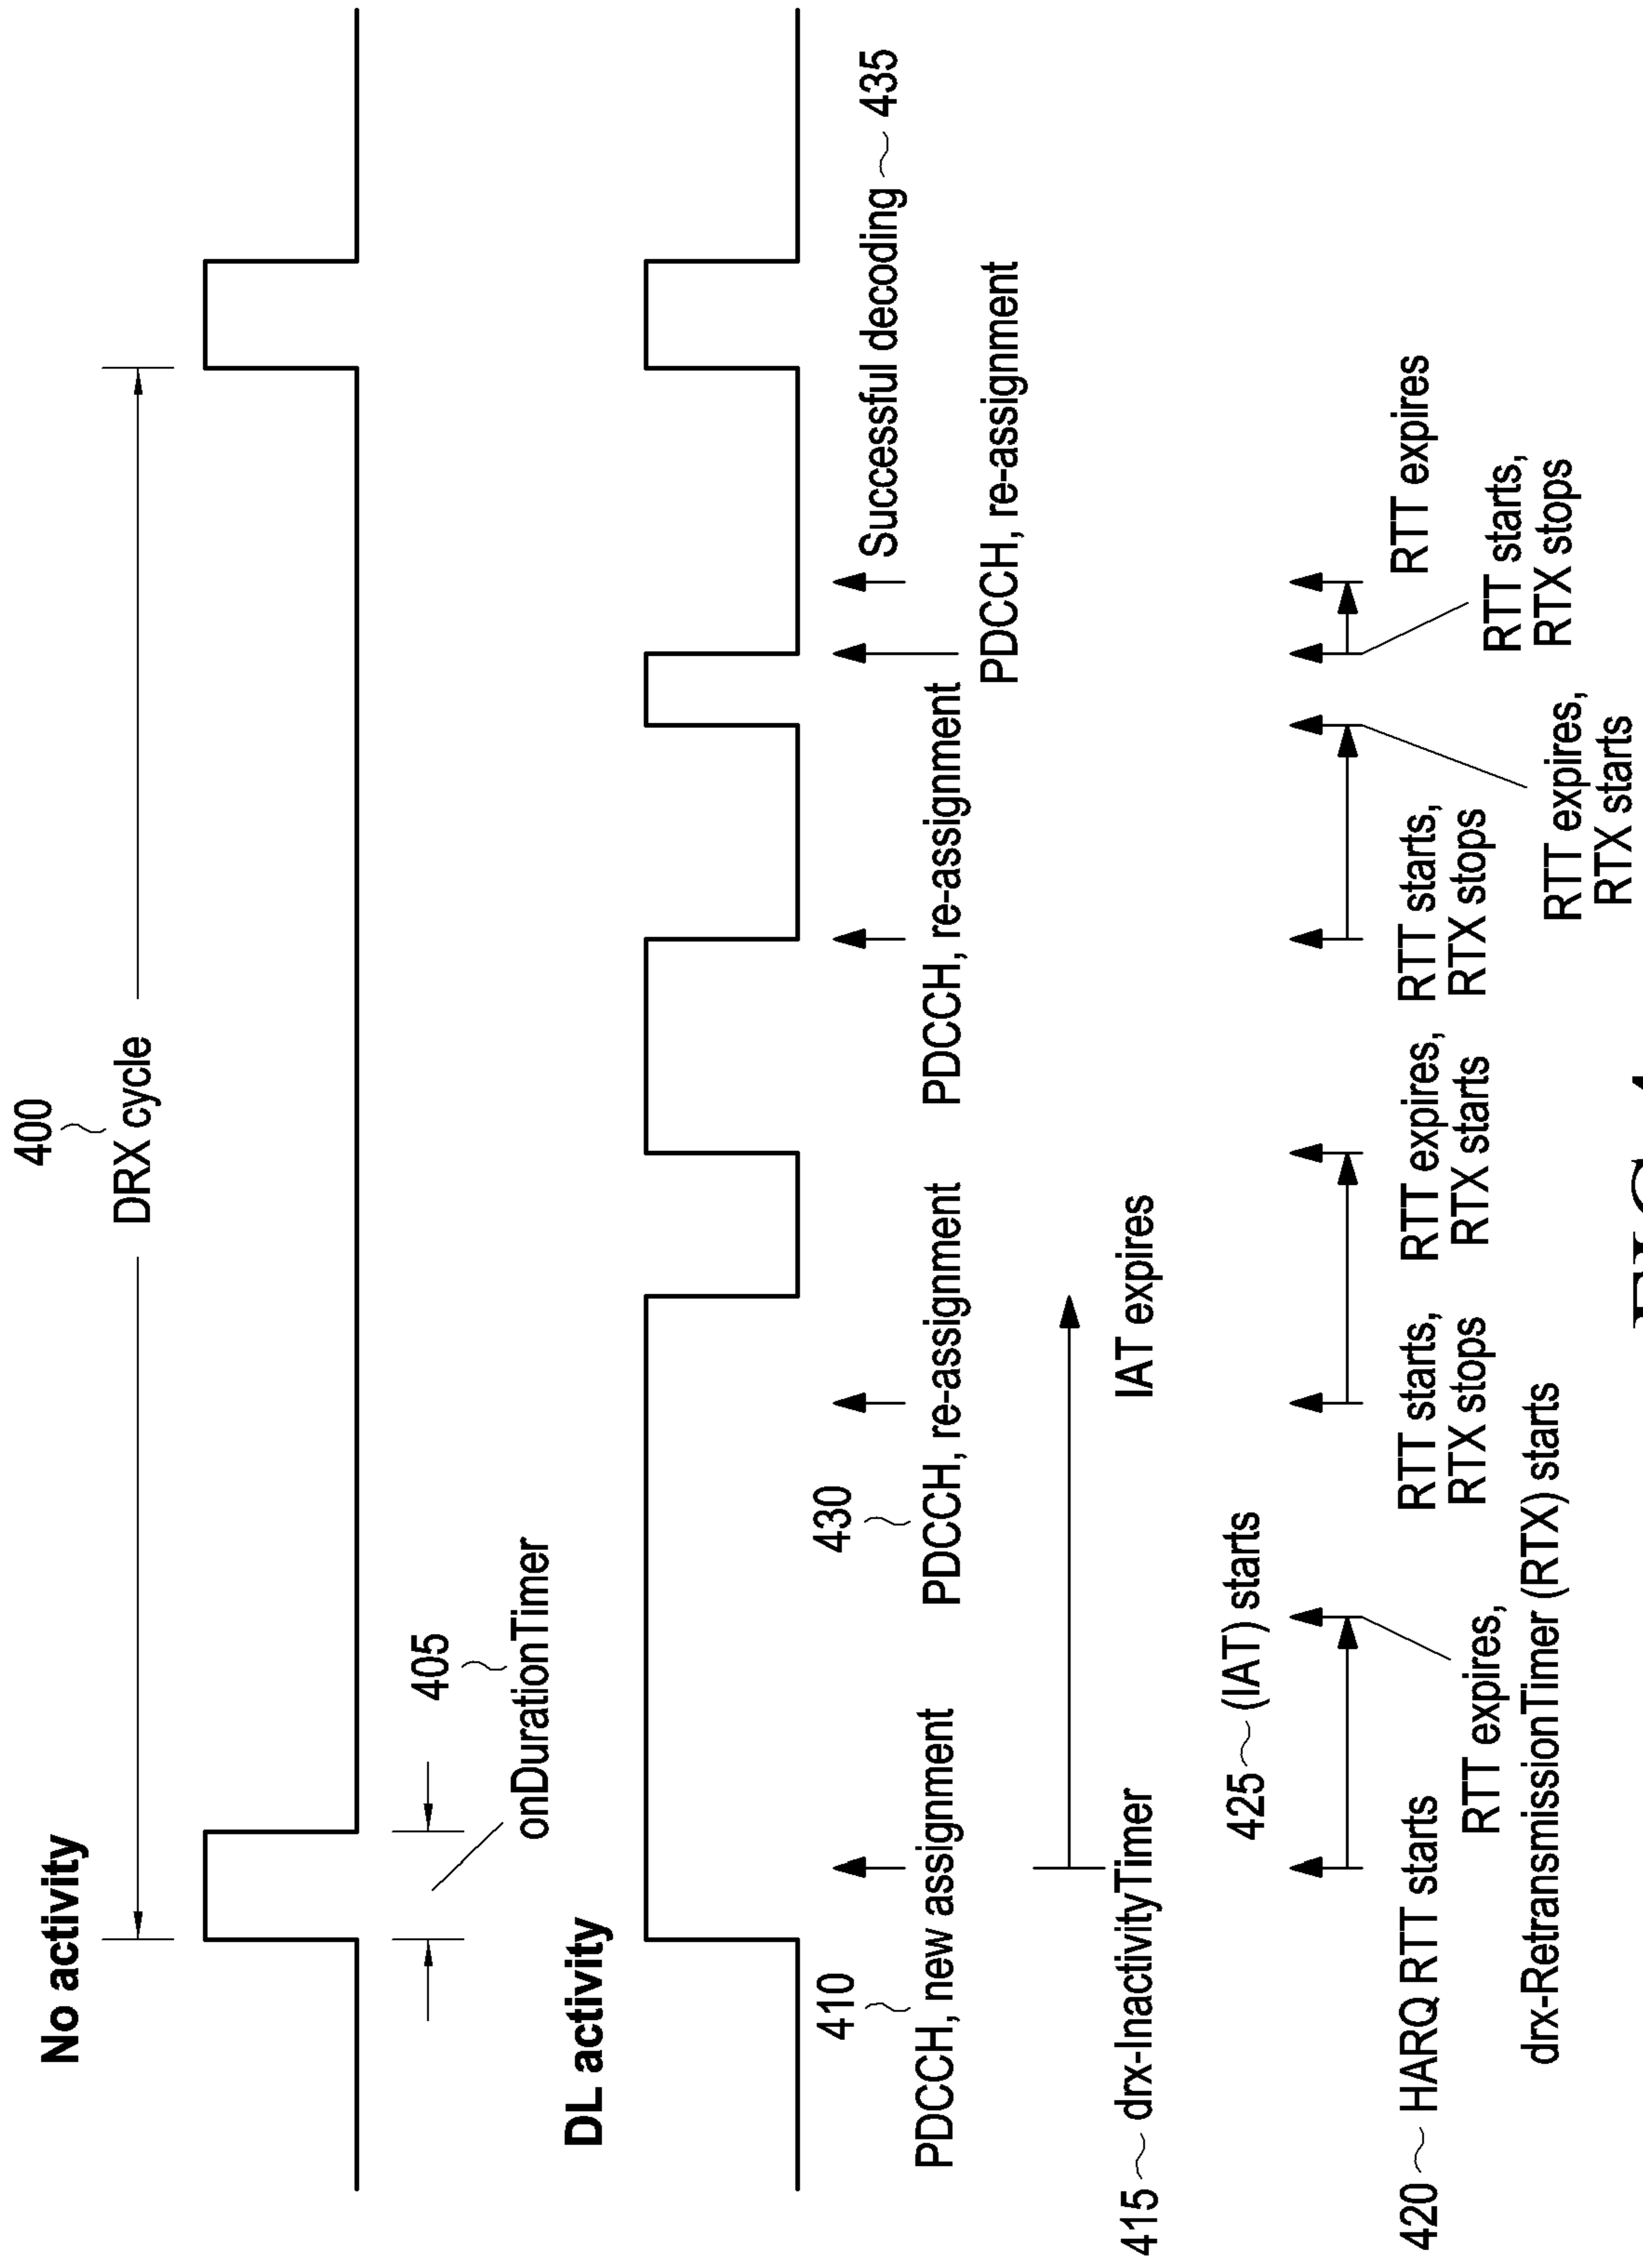 400
DRX cycle
No activity
405
onDurationTimer
DL activity
410
PDCCH, new assignment
430
PDCCH, re-assignment
PDCCH, re-assignment
PDCCH, re-assignment
Successful decoding ~ 435
415 ~ drx-InactivityTimer
425 ~ (IAT) starts
IAT expires
420 ~ HARQ RTT starts
RTT expires,
drx-RetransmissionTimer (RTX) starts
RTT starts,
RTX stops
RTT expires,
RTX starts
RTT starts,
RTX stops
RTT expires,
RTX starts
RTT starts,
RTX stops
RTT expires